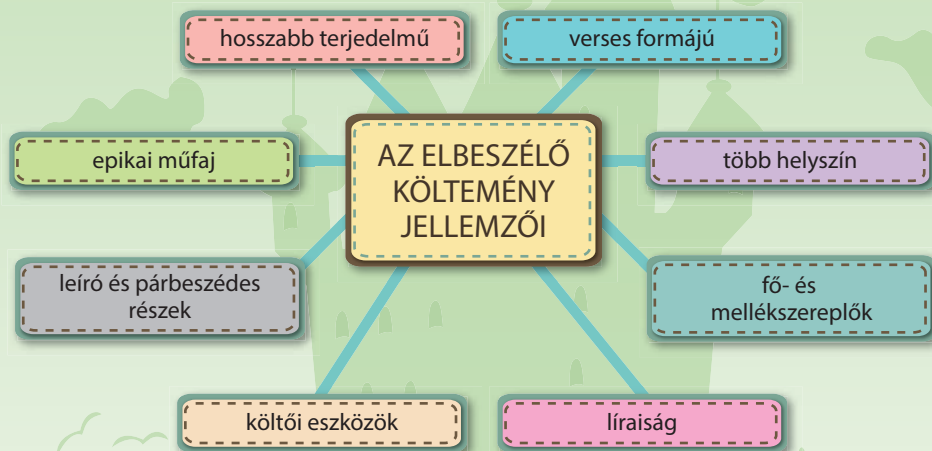 hosszabb terjedelmű
verses formájú
epikai műfaj
AZ ELBESZÉLŐ
KÖLTEMÉNY
JELLEMZŐI
több helyszín
leíró és párbeszédes
részek
fő- és
mellékszereplők
költői eszközök
líraiság